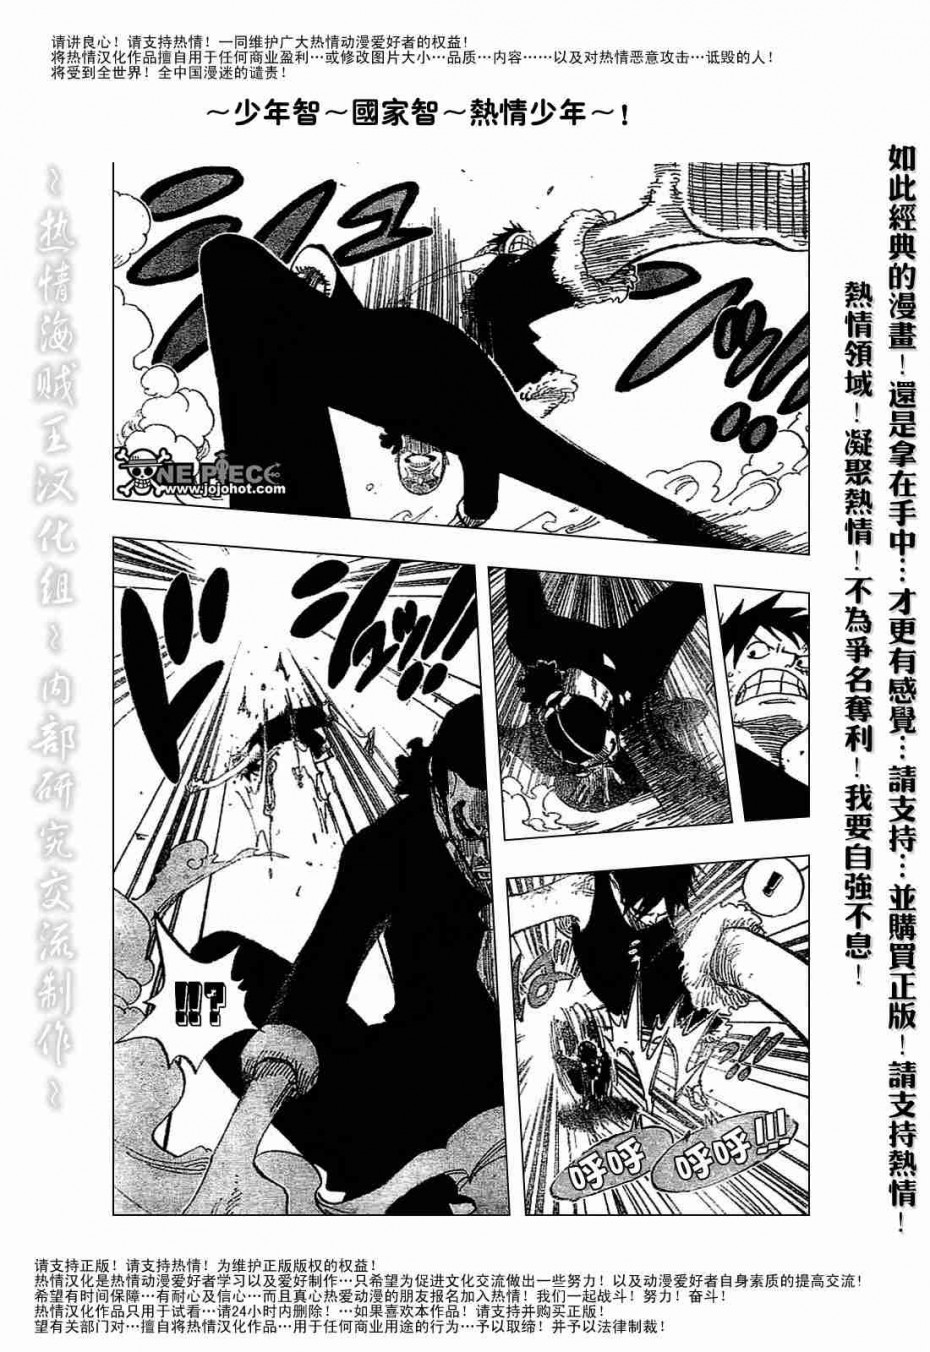 请讲良心！请支持热情！一同维护广大热情动漫爱好者的权益！
将热情汉化作品擅自用于任何商业盈利…或修改图片大小…品质…内容……以及对热情恶意攻击…诋毁的人！
将受到全世界！全中国漫迷的谴责！
～少年智～國家智～熱情少年～！
如此經典的漫畫！還是拿在手中…才更有感覺…請支持…並購買正版！請支持熱情！
熱情領域！凝聚熱情！不為爭名奪利！我要自強不息！
～热情海贼王汉化组～内部研究交流制作～
ONE PIECE
www.jojohot.com
ドシュッ!!!
!!?
!
呼呼
呼呼!!!
请支持正版！请支持热情！为维护正版版权的权益！
热情汉化是热情动漫爱好者学习以及爱好制作…只希望为促进文化交流做出一些努力！以及动漫爱好者自身素质的提高交流！
希望有时间保障…有耐心及信心…而且真心热爱动漫的朋友报名加入热情！我们一起战斗！努力！奋斗！
热情汉化作品只用于试看…请24小时内删除！…如果喜欢本作品！请支持并购买正版！
望有关部门对…擅自将热情汉化作品…用于任何商业用途的行为…予以取缔！并予以法律制裁！